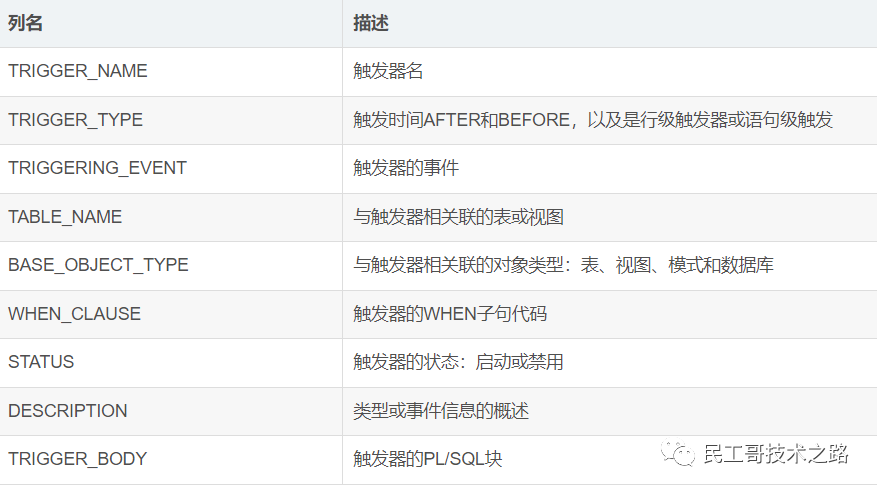 列名 描述
TRIGGER_NAME 触发器名
TRIGGER_TYPE 触发时间AFTER和BEFORE，以及是行级触发器或语句级触发
TRIGGERING_EVENT 触发器的事件
TABLE_NAME 与触发器相关联的表或视图
BASE_OBJECT_TYPE 与触发器相关联的对象类型：表、视图、模式和数据库
WHEN_CLAUSE 触发器的WHEN子句代码
STATUS 触发器的状态：启动或禁用
DESCRIPTION 类型或事件信息的概述
TRIGGER_BODY 触发器的PL/SQL块
民工哥技术之路